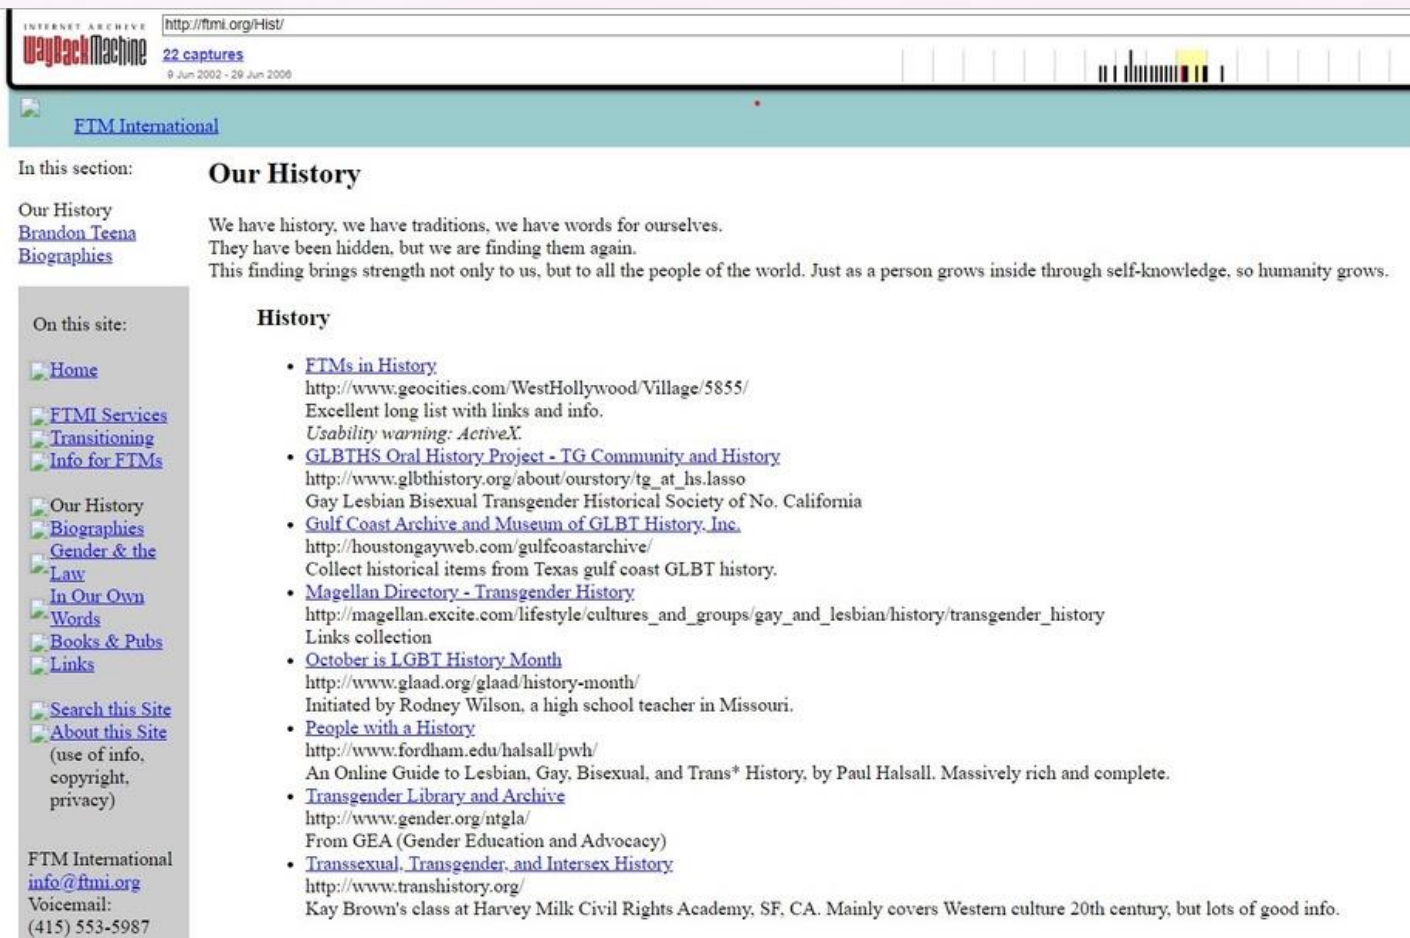 INTERNET ARCHIVE
WayBackMachine
http://ftmi.org/Hist/
22 captures
9 Jun 2002 - 29 Jun 2006
FTM International
In this section:
Our History
Brandon Teena
Biographies
On this site:
Home
FTMI Services
Transitioning
Info for FTMs
Our History
Biographies
Gender & the
Law
In Our Own
Words
Books & Pubs
Links
Search this Site
About this Site
(use of info,
copyright,
privacy)
FTM International
info@ftmi.org
Voicemail:
(415) 553-5987
Our History
We have history, we have traditions, we have words for ourselves.
They have been hidden, but we are finding them again.
This finding brings strength not only to us, but to all the people of the world. Just as a person grows inside through self-knowledge, so humanity grows.
History
• FTMs in History
http://www.geocities.com/WestHollywood/Village/5855/
Excellent long list with links and info.
Usability warning: ActiveX.
• GLBTHS Oral History Project - TG Community and History
http://www.glbthistory.org/about/ourstory/tg_at_hs.lasso
Gay Lesbian Bisexual Transgender Historical Society of No. California
• Gulf Coast Archive and Museum of GLBT History, Inc.
http://houstongayweb.com/gulfcoastarchive/
Collect historical items from Texas gulf coast GLBT history.
• Magellan Directory - Transgender History
http://magellan.excite.com/lifestyle/cultures_and_groups/gay_and_lesbian/history/transgender_history
Links collection
• October is LGBT History Month
http://www.glaad.org/glaad/history-month/
Initiated by Rodney Wilson, a high school teacher in Missouri.
• People with a History
http://www.fordham.edu/halsall/pwh/
An Online Guide to Lesbian, Gay, Bisexual, and Trans* History, by Paul Halsall. Massively rich and complete.
• Transgender Library and Archive
http://www.gender.org/ntgla/
From GEA (Gender Education and Advocacy)
• Transsexual, Transgender, and Intersex History
http://www.transhistory.org/
Kay Brown's class at Harvey Milk Civil Rights Academy, SF, CA. Mainly covers Western culture 20th century, but lots of good info.